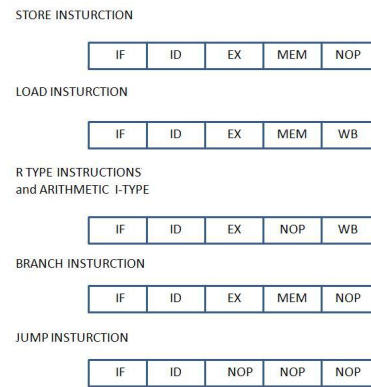 STORE INSTURCTION
IF ID EX MEM NOP
LOAD INSTURCTION
IF ID EX MEM WB
R TYPE INSTRUCTIONS
and ARITHMETIC I-TYPE
IF ID EX NOP WB
BRANCH INSTURCTION
IF ID EX MEM NOP
JUMP INSTURCTION
IF ID NOP NOP NOP